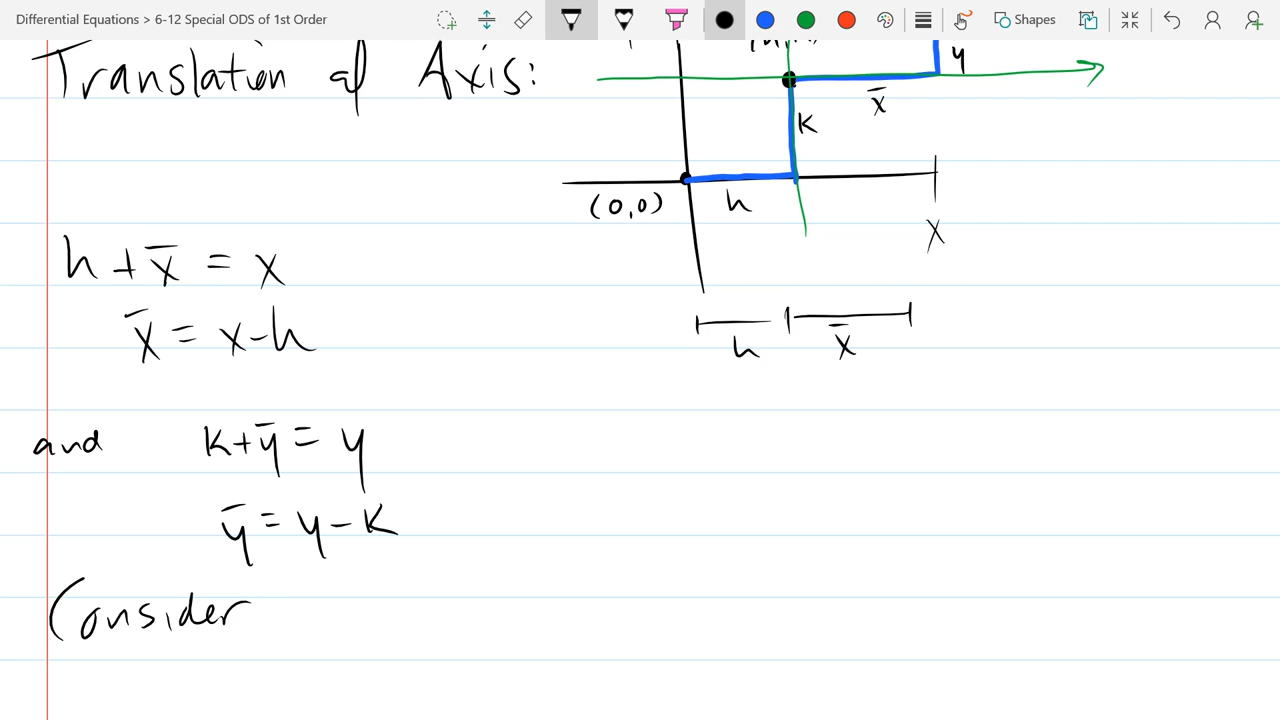 Differential Equations > 6-12 Special ODS of 1st Order
Shapes
Translation of Axis:
y
x̄
k
(0,0)
h
x
h + x̄ = x
x̄ = x - h
h
x̄
and k + ȳ = y
ȳ = y - k
Consider